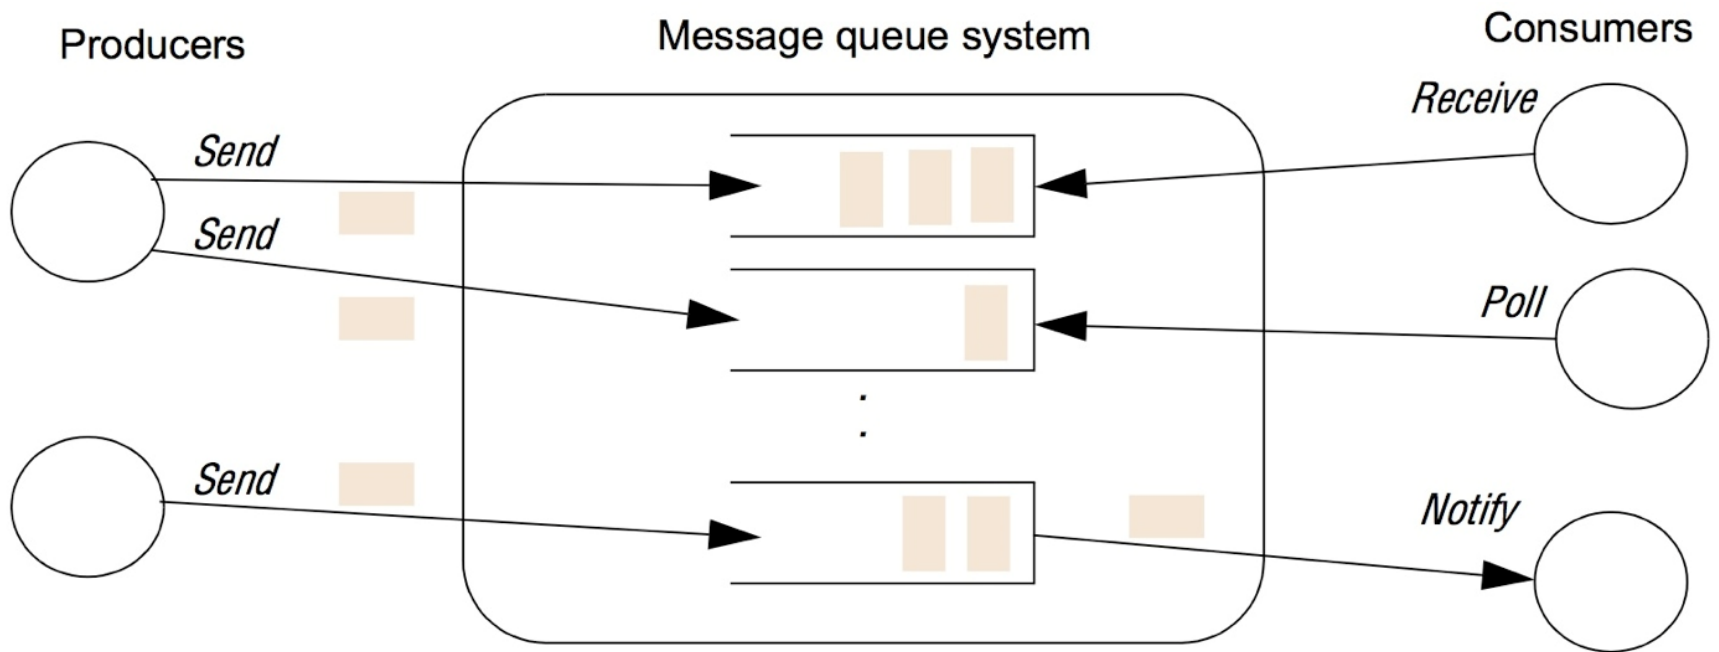 Producers
Message queue system
Consumers
Send
Receive
Send
Poll
Send
Notify